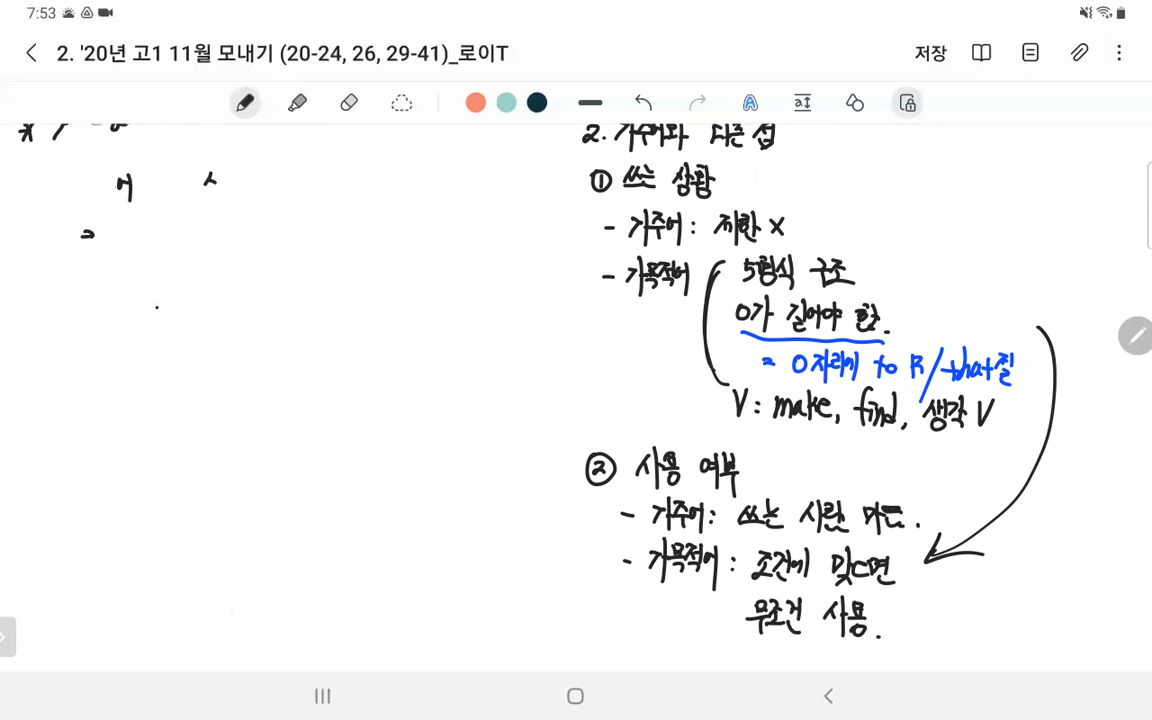 7:53
2. '20년 고1 11월 모내기 (20-24, 26, 29-41)_로이T
저장
2. 가주어와 다른 점
① 쓰는 상황
- 가주어: 제한 X
- 가목적어
5형식 구조
O가 길어야 함.
= O자리에 to R/that절
V: make, find, 생각 V
② 사용 여부
- 가주어: 쓰는 사람 마음.
- 가목적어: 조건에 맞으면
무조건 사용.